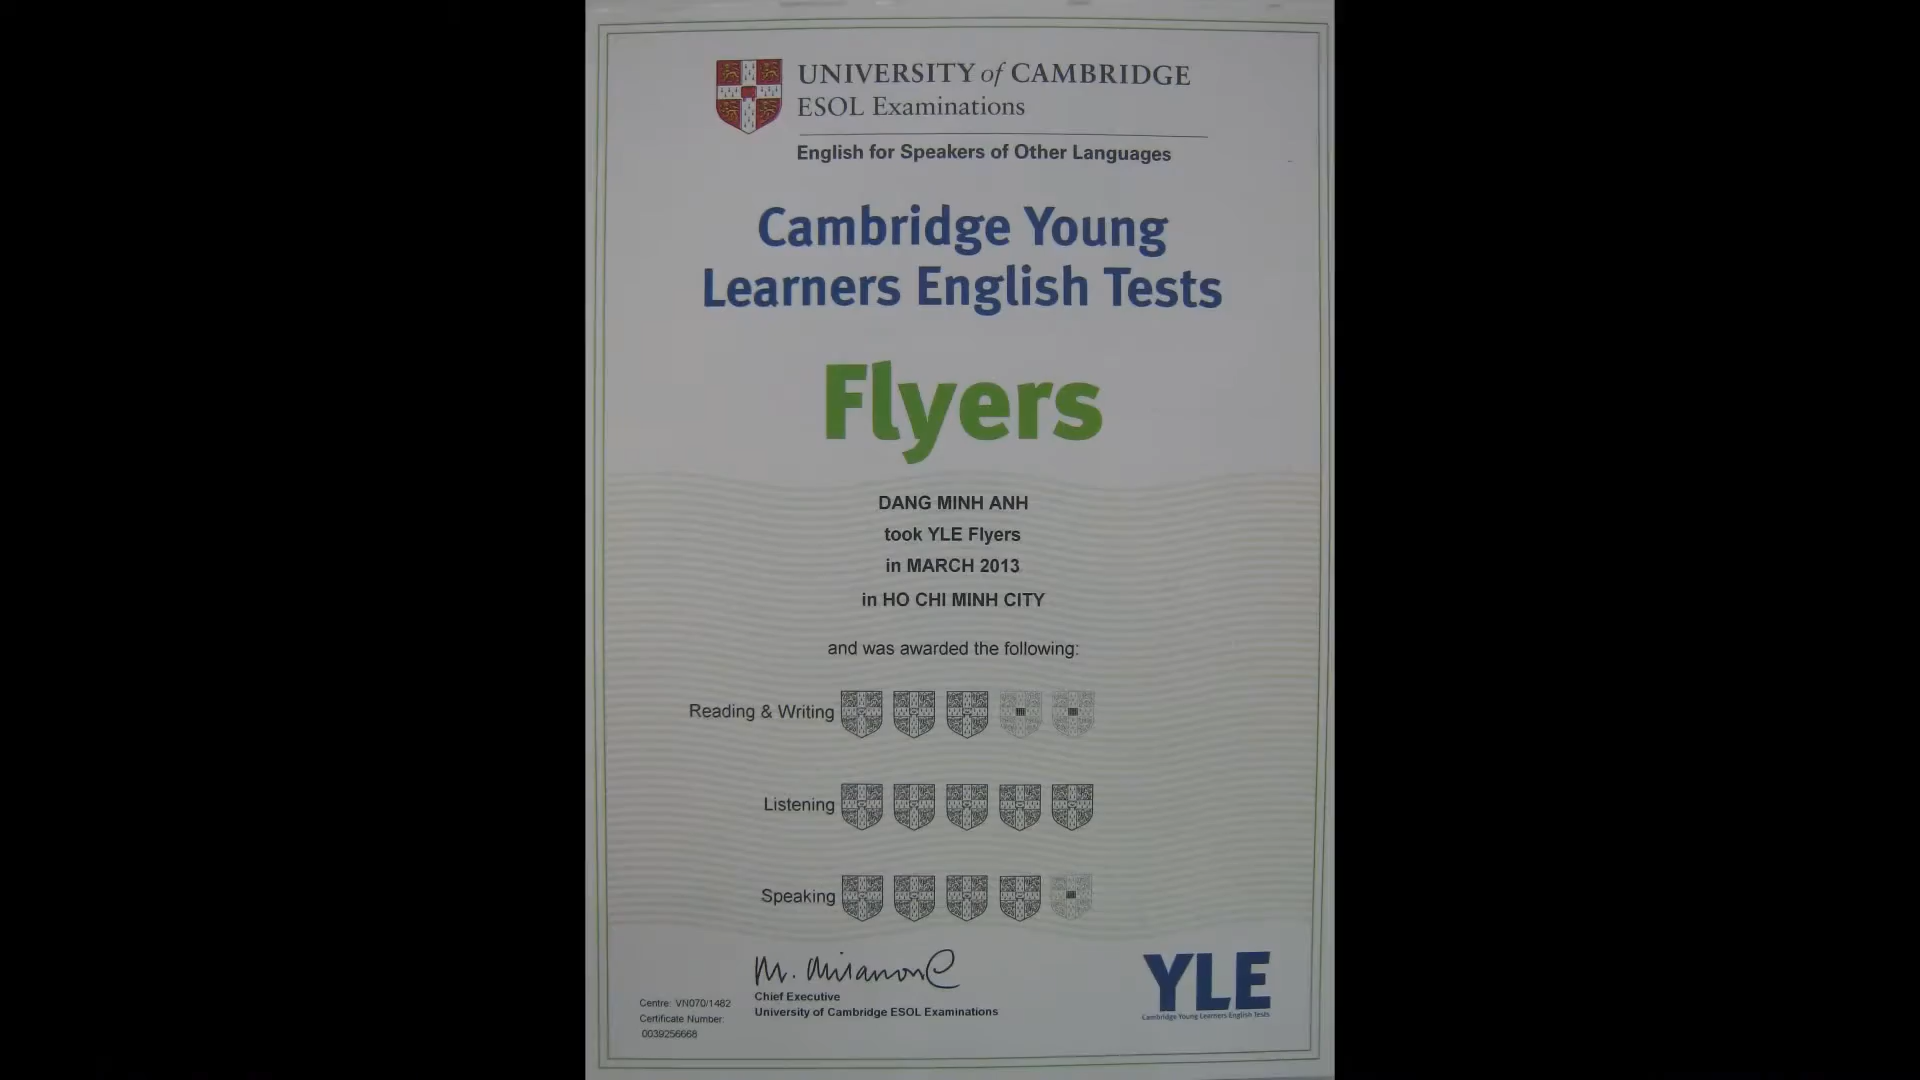 UNIVERSITY of CAMBRIDGE
ESOL Examinations
English for Speakers of Other Languages
Cambridge Young
Learners English Tests
Flyers
DANG MINH ANH
took YLE Flyers
in MARCH 2013
in HO CHI MINH CITY
and was awarded the following:
Reading & Writing
Listening
Speaking
Chief Executive
University of Cambridge ESOL Examinations
Centre: VN070/1482
Certificate Number:
0039256668
YLE
Cambridge Young Learners English Tests